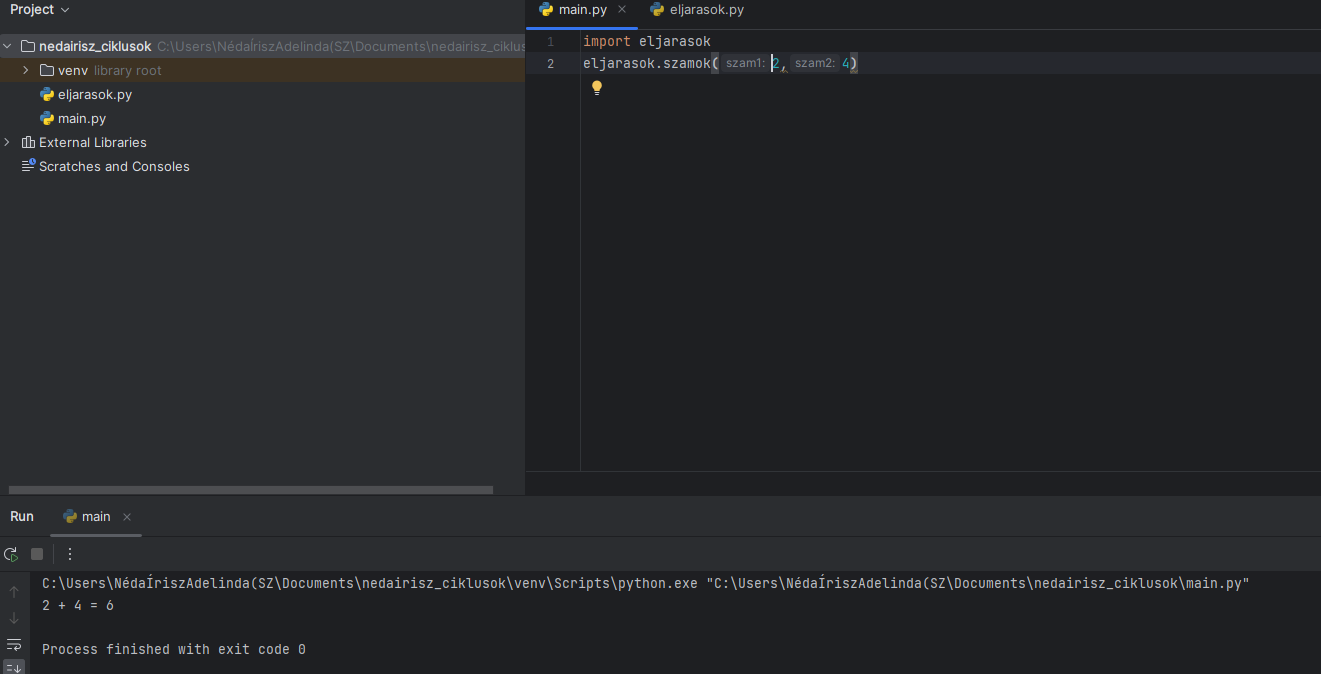 Project
nedairisz_ciklusok C:\Users\NédaÍriszAdelinda(SZ\Documents\nedairisz_ciklus
venv library root
eljarasok.py
main.py
External Libraries
Scratches and Consoles
main.py eljarasok.py
1 import eljarasok
2 eljarasok.szamok( szam1: 2, szam2: 4)
Run main
C:\Users\NédaÍriszAdelinda(SZ\Documents\nedairisz_ciklusok\venv\Scripts\python.exe "C:\Users\NédaÍriszAdelinda(SZ\Documents\nedairisz_ciklusok\main.py"
2 + 4 = 6
Process finished with exit code 0